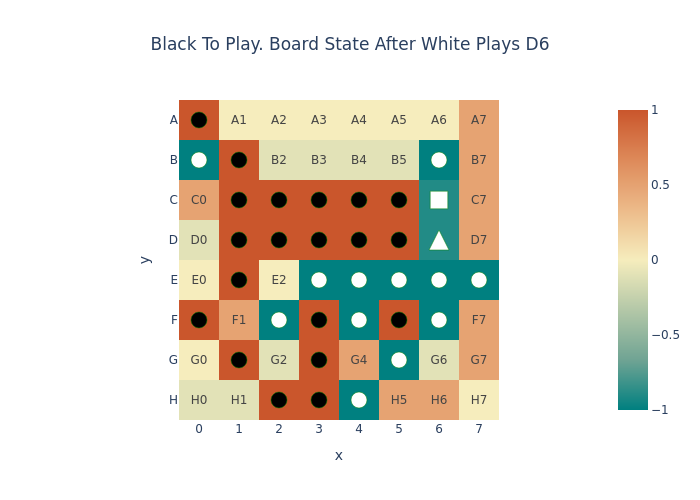 Black To Play. Board State After White Plays D6
A A1 A2 A3 A4 A5 A6 A7
B B2 B3 B4 B5 B7
C C0 C7
D D0 D7
E E0 E2
F F1 F7
G G0 G2 G4 G6 G7
H H0 H1 H5 H6 H7
0 1 2 3 4 5 6 7
x
y
1
0.5
0
−0.5
−1